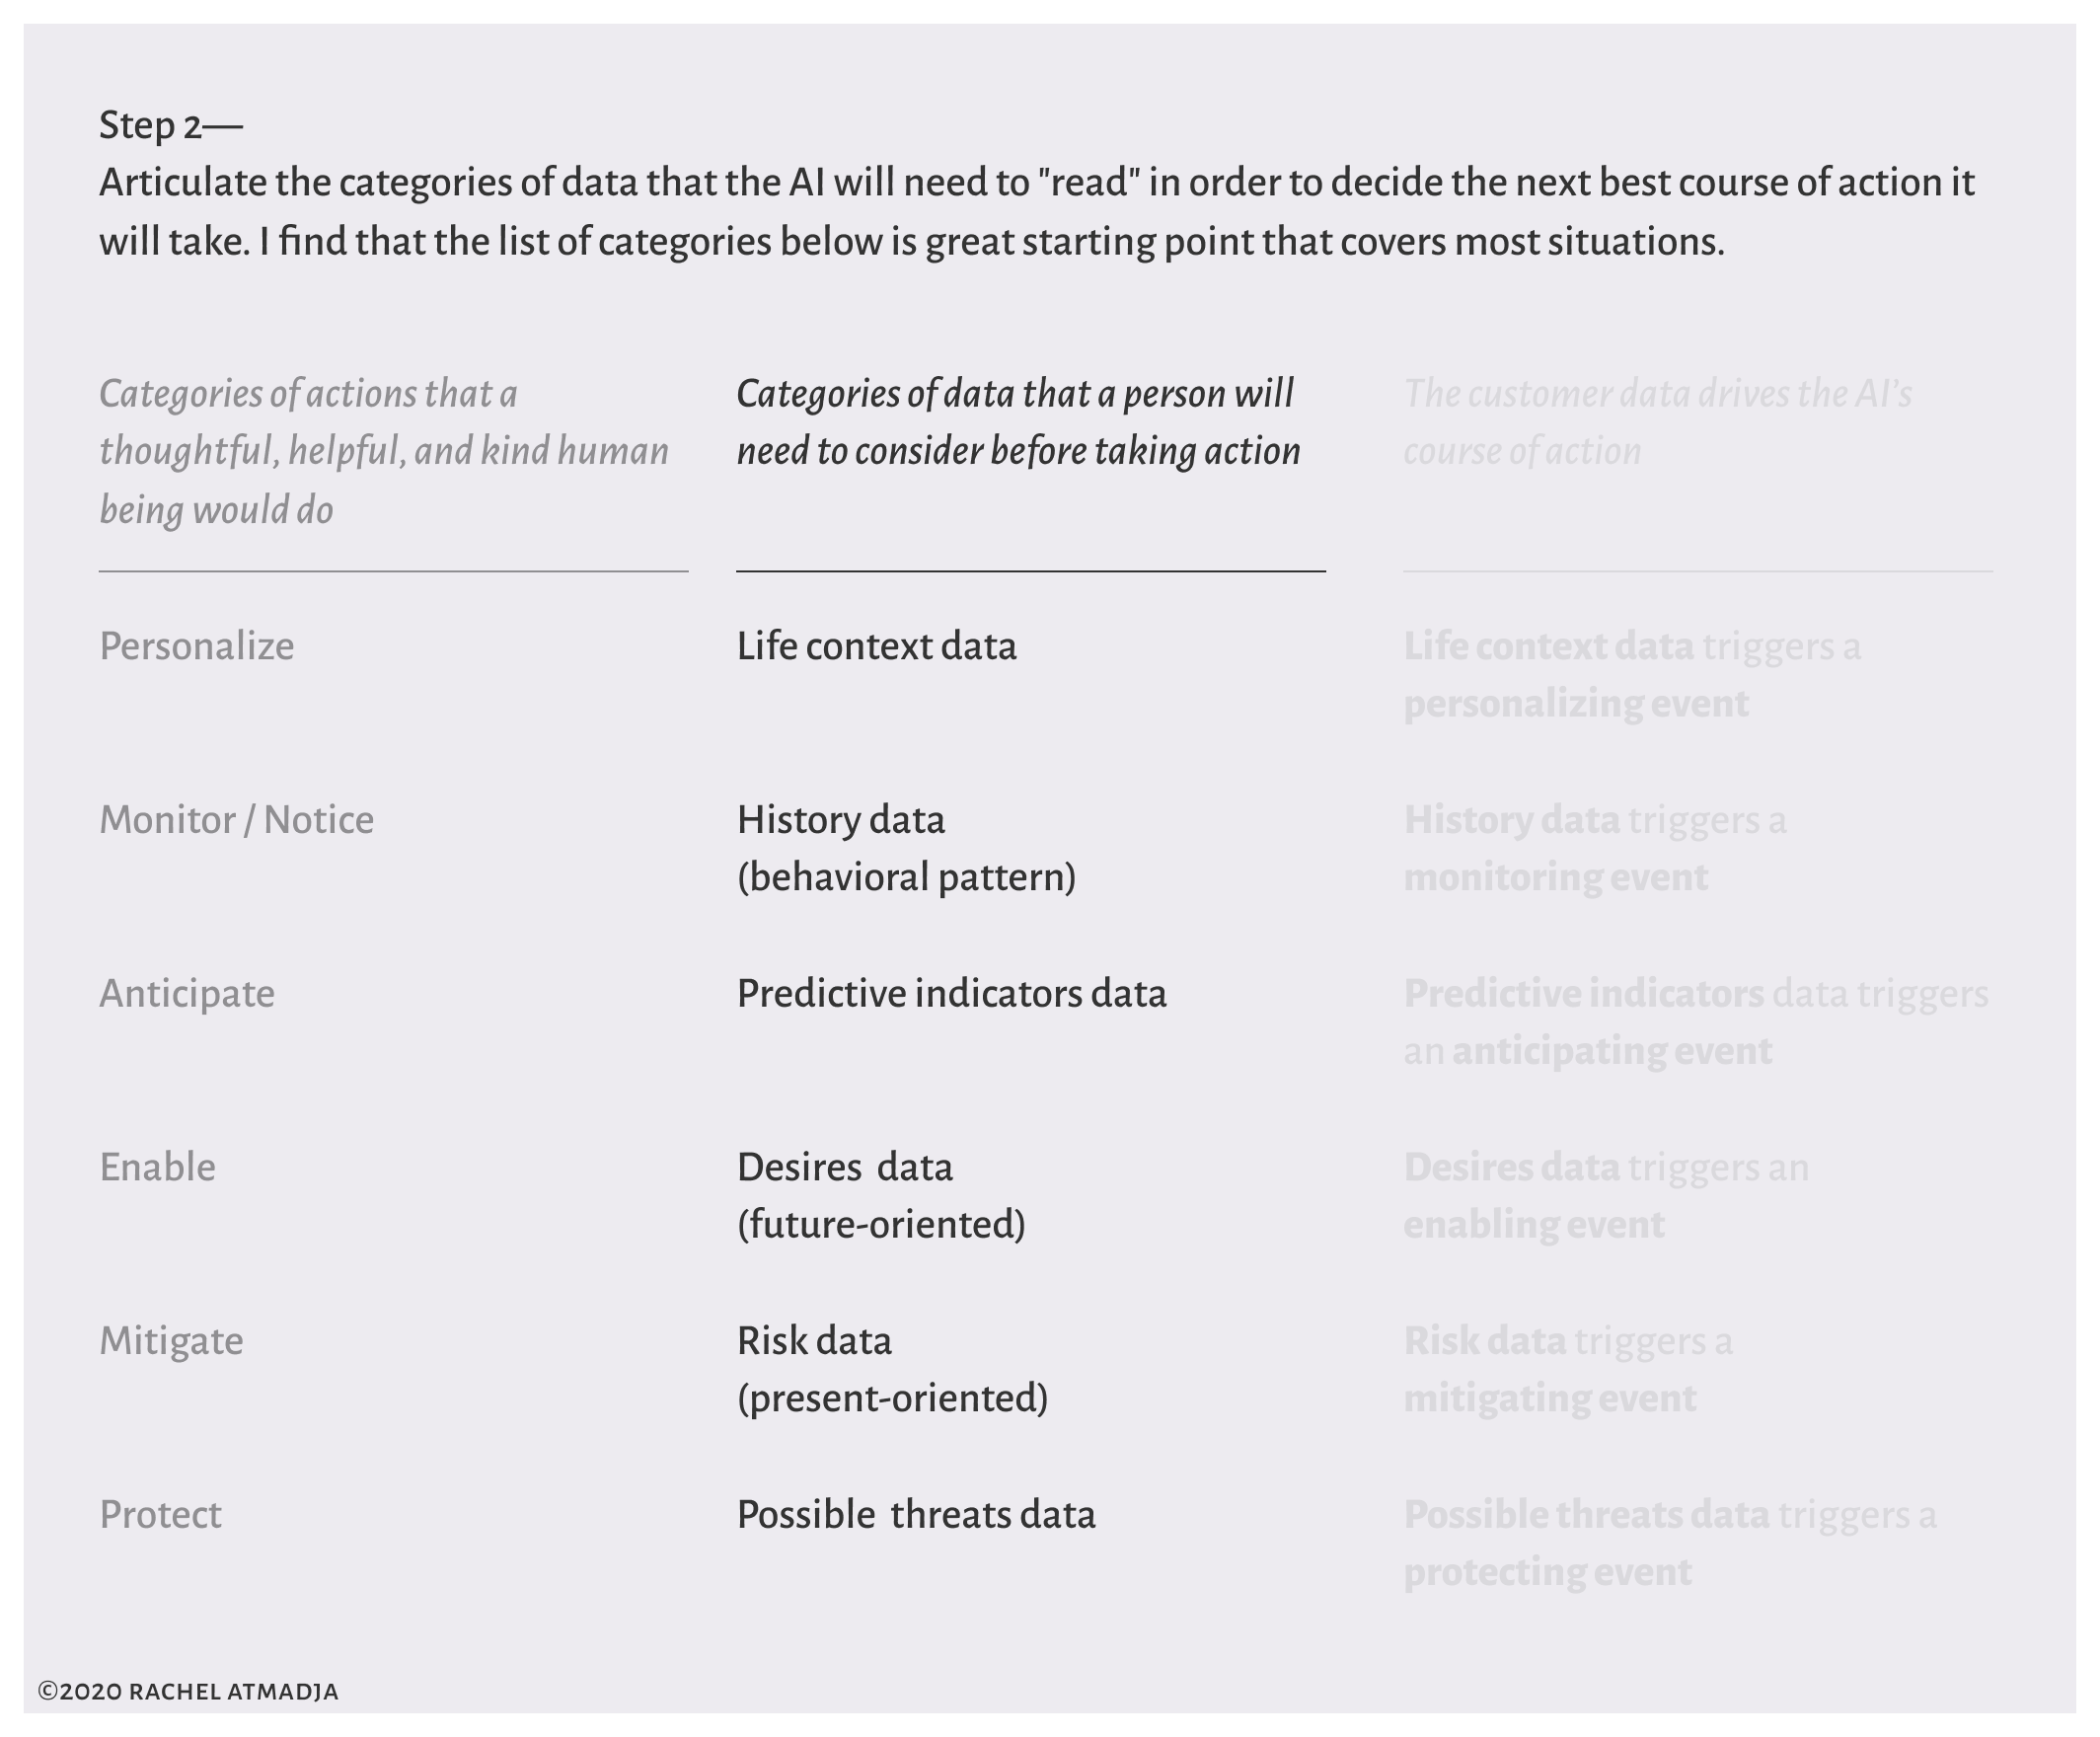 Step 2—
Articulate the categories of data that the AI will need to "read" in order to decide the next best course of action it
will take. I find that the list of categories below is great starting point that covers most situations.
Categories of actions that a
thoughtful, helpful, and kind human
being would do
Categories of data that a person will
need to consider before taking action
The customer data drives the AI’s
course of action
Personalize
Life context data
Life context data triggers a
personalizing event
Monitor / Notice
History data
(behavioral pattern)
History data triggers a
monitoring event
Anticipate
Predictive indicators data
Predictive indicators data triggers
an anticipating event
Enable
Desires  data
(future-oriented)
Desires data triggers an
enabling event
Mitigate
Risk data
(present-oriented)
Risk data triggers a
mitigating event
Protect
Possible  threats data
Possible threats data triggers a
protecting event
©2020 RACHEL ATMADJA